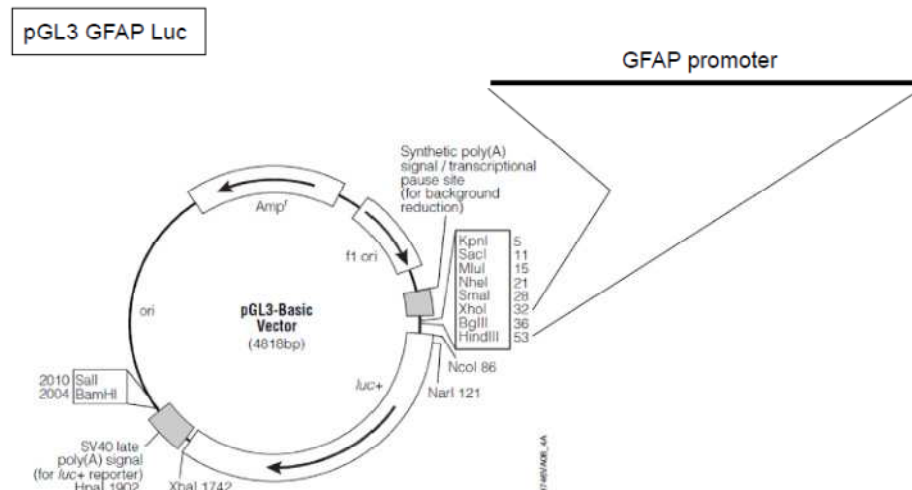 pGL3 GFAP Luc
GFAP promoter
Synthetic poly(A)
signal / transcriptional
pause site
(for background
reduction)
Ampr
f1 ori
KpnI 5
SacI 11
MluI 15
NheI 21
SmaI 28
XhoI 32
BglII 36
HindIII 53
ori
pGL3-Basic
Vector
(4818bp)
NcoI 86
NarI 121
luc+
2010 SalI
2004 BamHI
SV40 late
poly(A) signal
(for luc+ reporter)
HpaI 1902
XbaI 1742